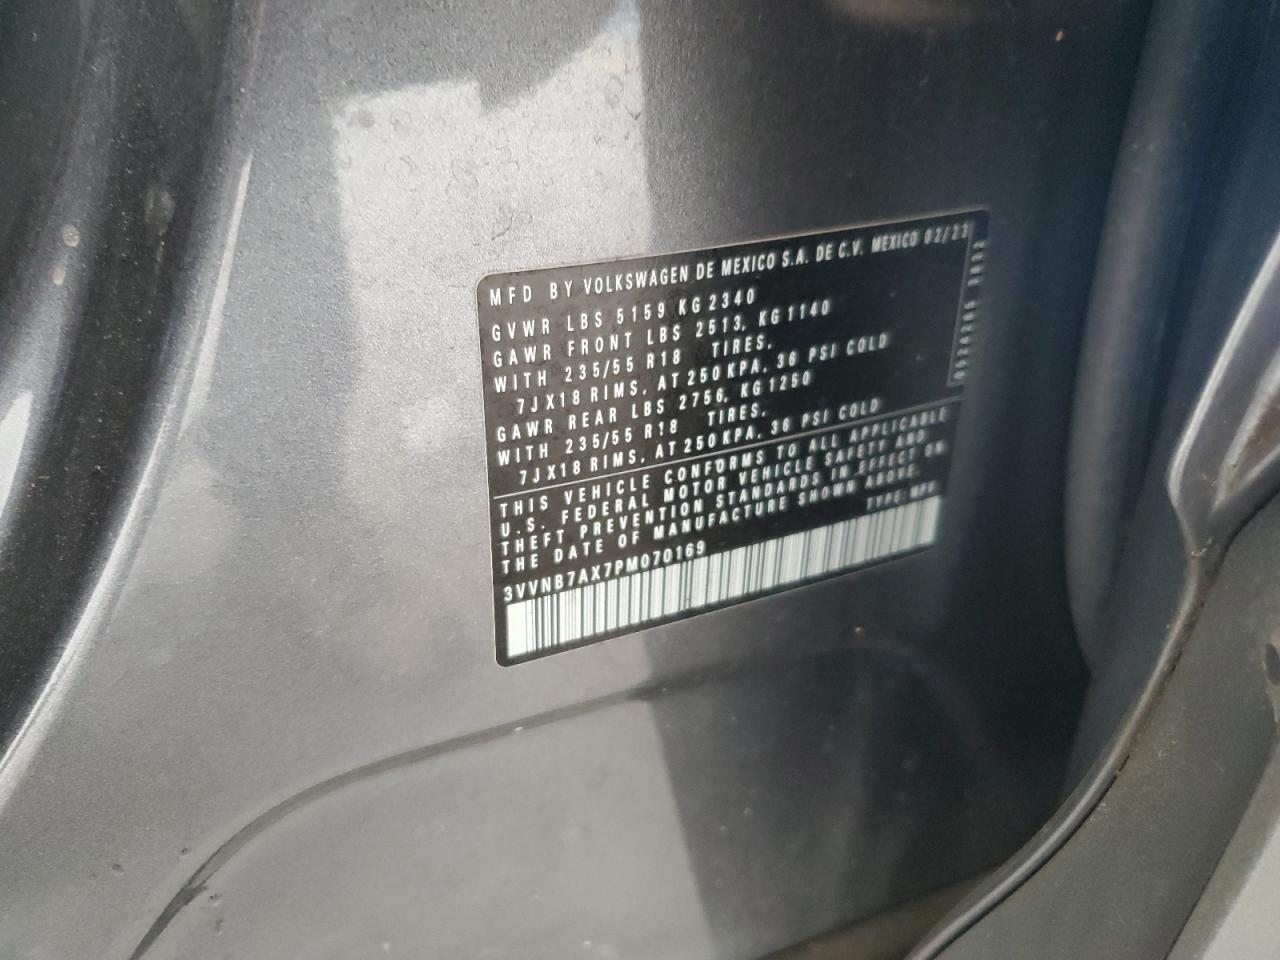 MFD BY VOLKSWAGEN DE MEXICO S.A. DE C.V. MEXICO 02/23
GVWR LBS 5159 KG 2340
GAWR FRONT LBS 2513, KG 1140
WITH 235/55 R18 TIRES,
7JX18 RIMS, AT 250 KPA, 36 PSI COLD
GAWR REAR LBS 2756, KG 1250
WITH 235/55 R18 TIRES,
7JX18 RIMS, AT 250 KPA, 36 PSI COLD
THIS VEHICLE CONFORMS TO ALL APPLICABLE
U.S. FEDERAL MOTOR VEHICLE SAFETY AND
THEFT PREVENTION STANDARDS IN EFFECT ON
THE DATE OF MANUFACTURE SHOWN ABOVE.
3VVNB7AX7PM070169 TYPE: